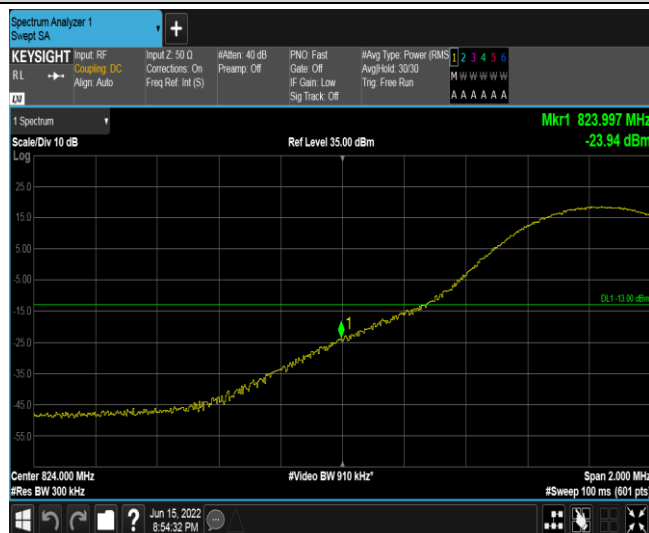 Spectrum Analyzer 1
Swept SA
+
KEYSIGHT Input: RF Input Z: 50 Ω #Atten: 40 dB PNO: Fast #Avg Type: Power (RMS 1 2 3 4 5 6
RL Coupling: DC Corrections: On Preamp: Off Gate: Off Avg|Hold: 30/30 M W W W W W
Align: Auto Freq Ref: Int (S) IF Gain: Low Trig: Free Run
Sig Track: Off A A A A A A
LXI
1 Spectrum Mkr1 823.997 MHz
Scale/Div 10 dB Ref Level 35.00 dBm -23.94 dBm
Log
25.0
15.0
5.00
-5.00
DL1 -13.00 dBm
-15.0
1
-25.0
-35.0
-45.0
-55.0
Center 824.000 MHz #Video BW 910 kHz* Span 2.000 MHz
#Res BW 300 kHz #Sweep 100 ms (601 pts)
? Jun 15, 2022
8:54:32 PM